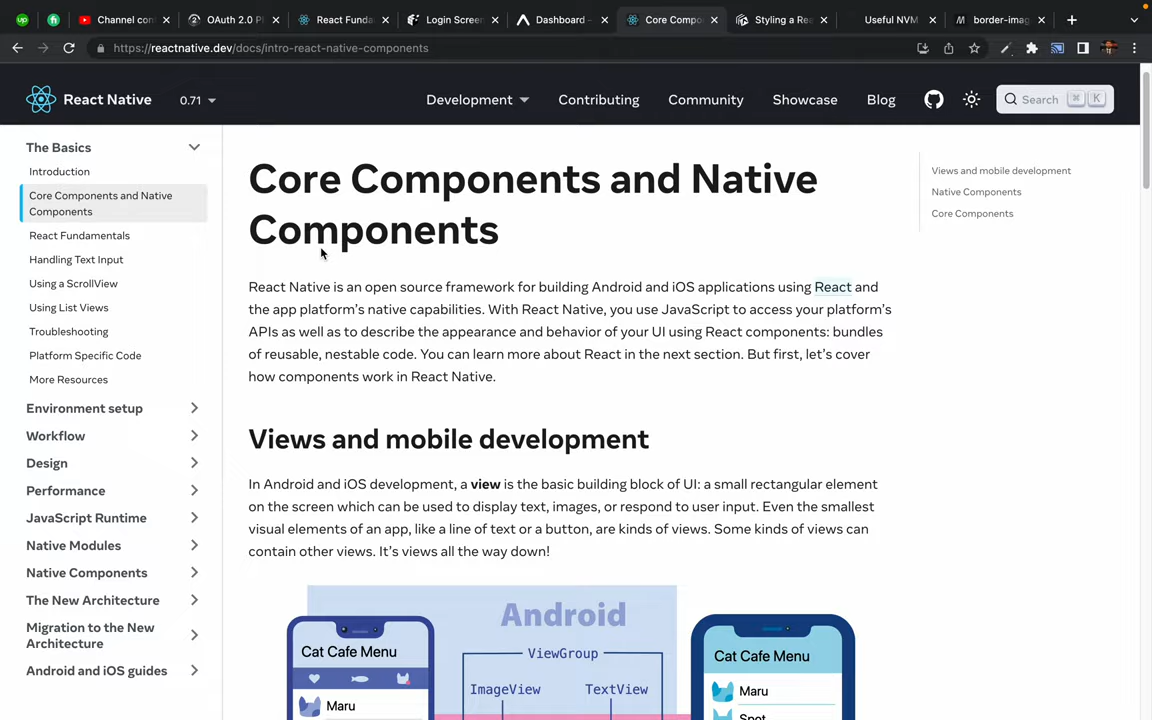 Channel con
OAuth 2.0 Pl
React Funda
Login Screen
Dashboard -
Core Compo
Styling a Rea
Useful NVM
border-imag
https://reactnative.dev/docs/intro-react-native-components
React Native
0.71
Development
Contributing
Community
Showcase
Blog
Search
⌘
K
The Basics
Introduction
Core Components and Native
Components
React Fundamentals
Handling Text Input
Using a ScrollView
Using List Views
Troubleshooting
Platform Specific Code
More Resources
Environment setup
Workflow
Design
Performance
JavaScript Runtime
Native Modules
Native Components
The New Architecture
Migration to the New
Architecture
Android and iOS guides
Core Components and Native
Components
React Native is an open source framework for building Android and iOS applications using React and
the app platform's native capabilities. With React Native, you use JavaScript to access your platform's
APIs as well as to describe the appearance and behavior of your UI using React components: bundles
of reusable, nestable code. You can learn more about React in the next section. But first, let's cover
how components work in React Native.
Views and mobile development
In Android and iOS development, a view is the basic building block of UI: a small rectangular element
on the screen which can be used to display text, images, or respond to user input. Even the smallest
visual elements of an app, like a line of text or a button, are kinds of views. Some kinds of views can
contain other views. It's views all the way down!
Android
Cat Cafe Menu
Maru
ViewGroup
ImageView
TextView
Cat Cafe Menu
Maru
Spot
Views and mobile development
Native Components
Core Components